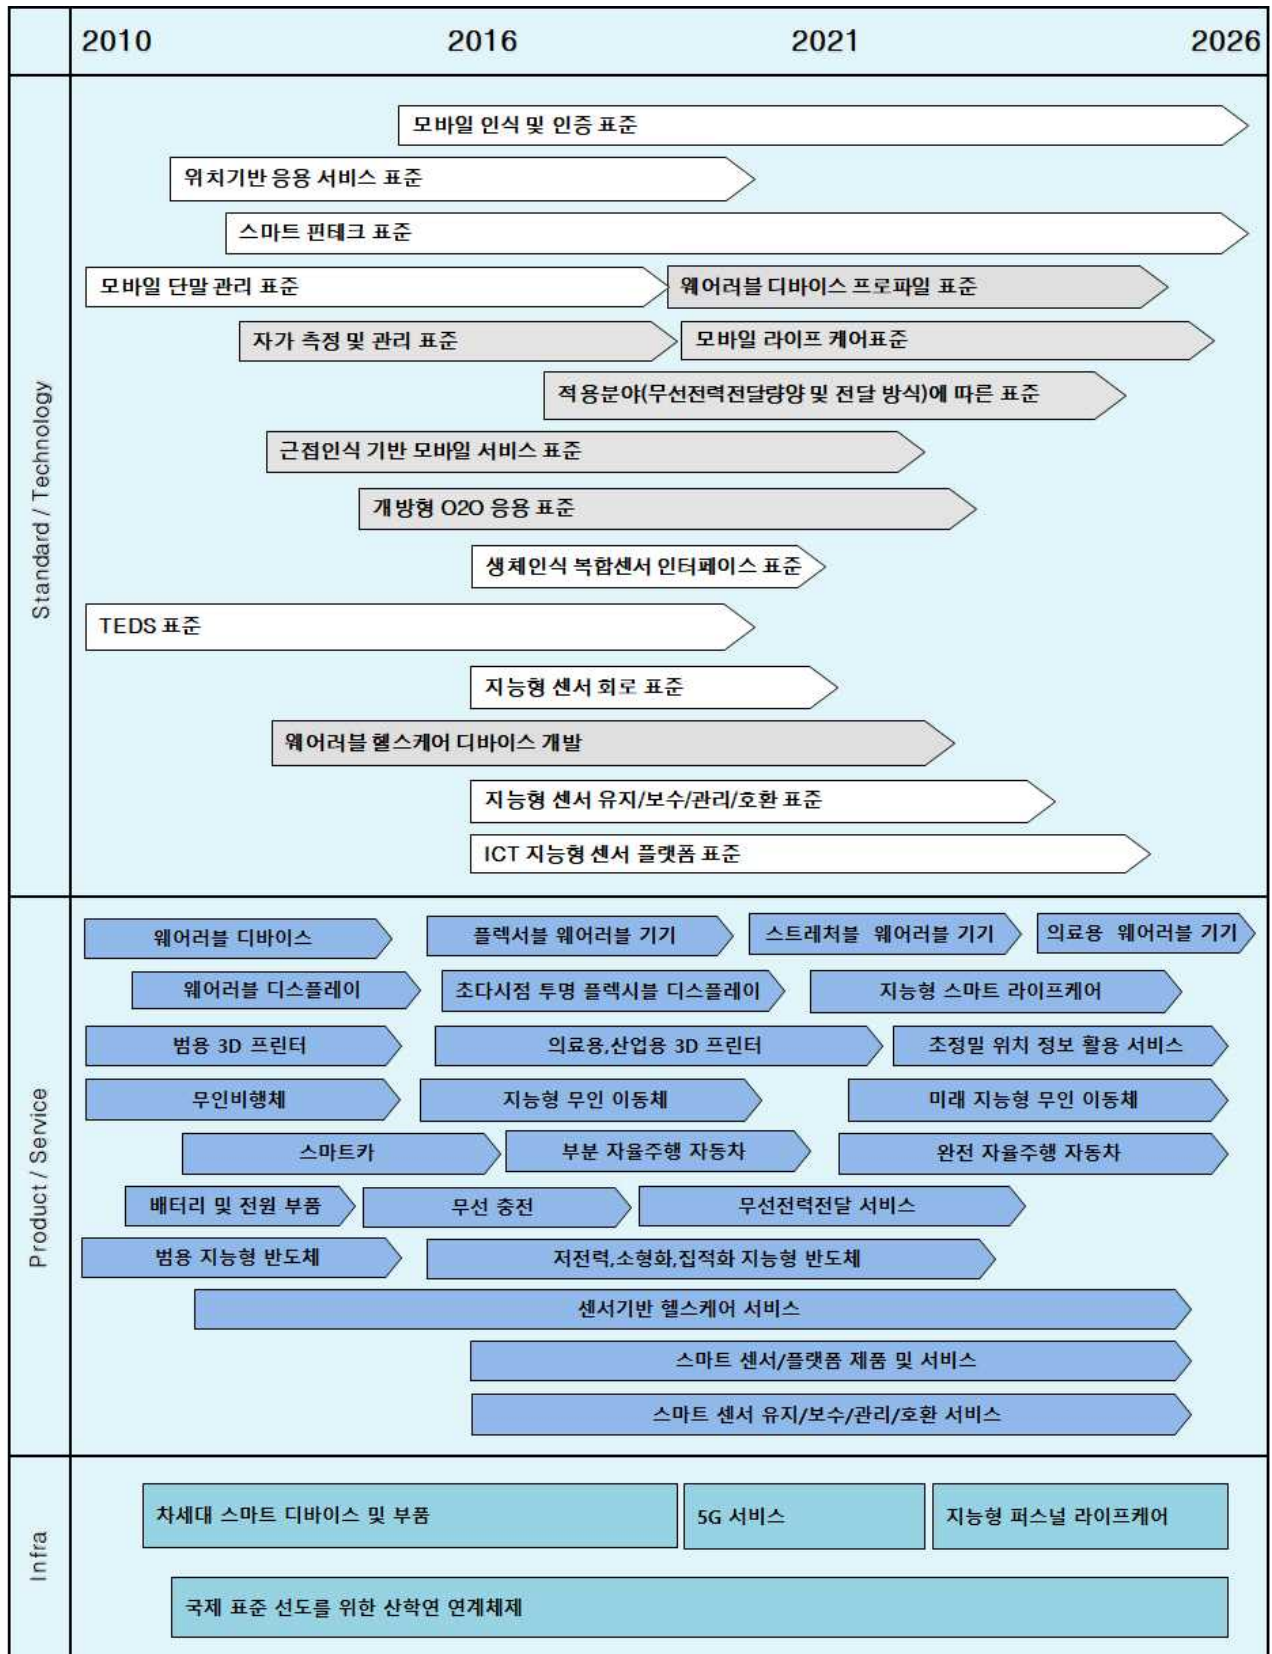 2010 2016 2021 2026
Standard / Technology
모바일 인식 및 인증 표준
위치기반 응용 서비스 표준
스마트 핀테크 표준
모바일 단말 관리 표준 웨어러블 디바이스 프로파일 표준
자가 측정 및 관리 표준 모바일 라이프 케어표준
적용분야(무선전력전달량양 및 전달 방식)에 따른 표준
근접인식 기반 모바일 서비스 표준
개방형 O2O 응용 표준
생체인식 복합센서 인터페이스 표준
TEDS 표준
지능형 센서 회로 표준
웨어러블 헬스케어 디바이스 개발
지능형 센서 유지/보수/관리/호환 표준
ICT 지능형 센서 플랫폼 표준
Product / Service
웨어러블 디바이스 플렉서블 웨어러블 기기 스트레처블 웨어러블 기기 의료용 웨어러블 기기
웨어러블 디스플레이 초다시점 투명 플렉시블 디스플레이 지능형 스마트 라이프케어
범용 3D 프린터 의료용,산업용 3D 프린터 초정밀 위치 정보 활용 서비스
무인비행체 지능형 무인 이동체 미래 지능형 무인 이동체
스마트카 부분 자율주행 자동차 완전 자율주행 자동차
배터리 및 전원 부품 무선 충전 무선전력전달 서비스
범용 지능형 반도체 저전력,소형화,집적화 지능형 반도체
센서기반 헬스케어 서비스
스마트 센서/플랫폼 제품 및 서비스
스마트 센서 유지/보수/관리/호환 서비스
Infra
차세대 스마트 디바이스 및 부품 5G 서비스 지능형 퍼스널 라이프케어
국제 표준 선도를 위한 산학연 연계체제